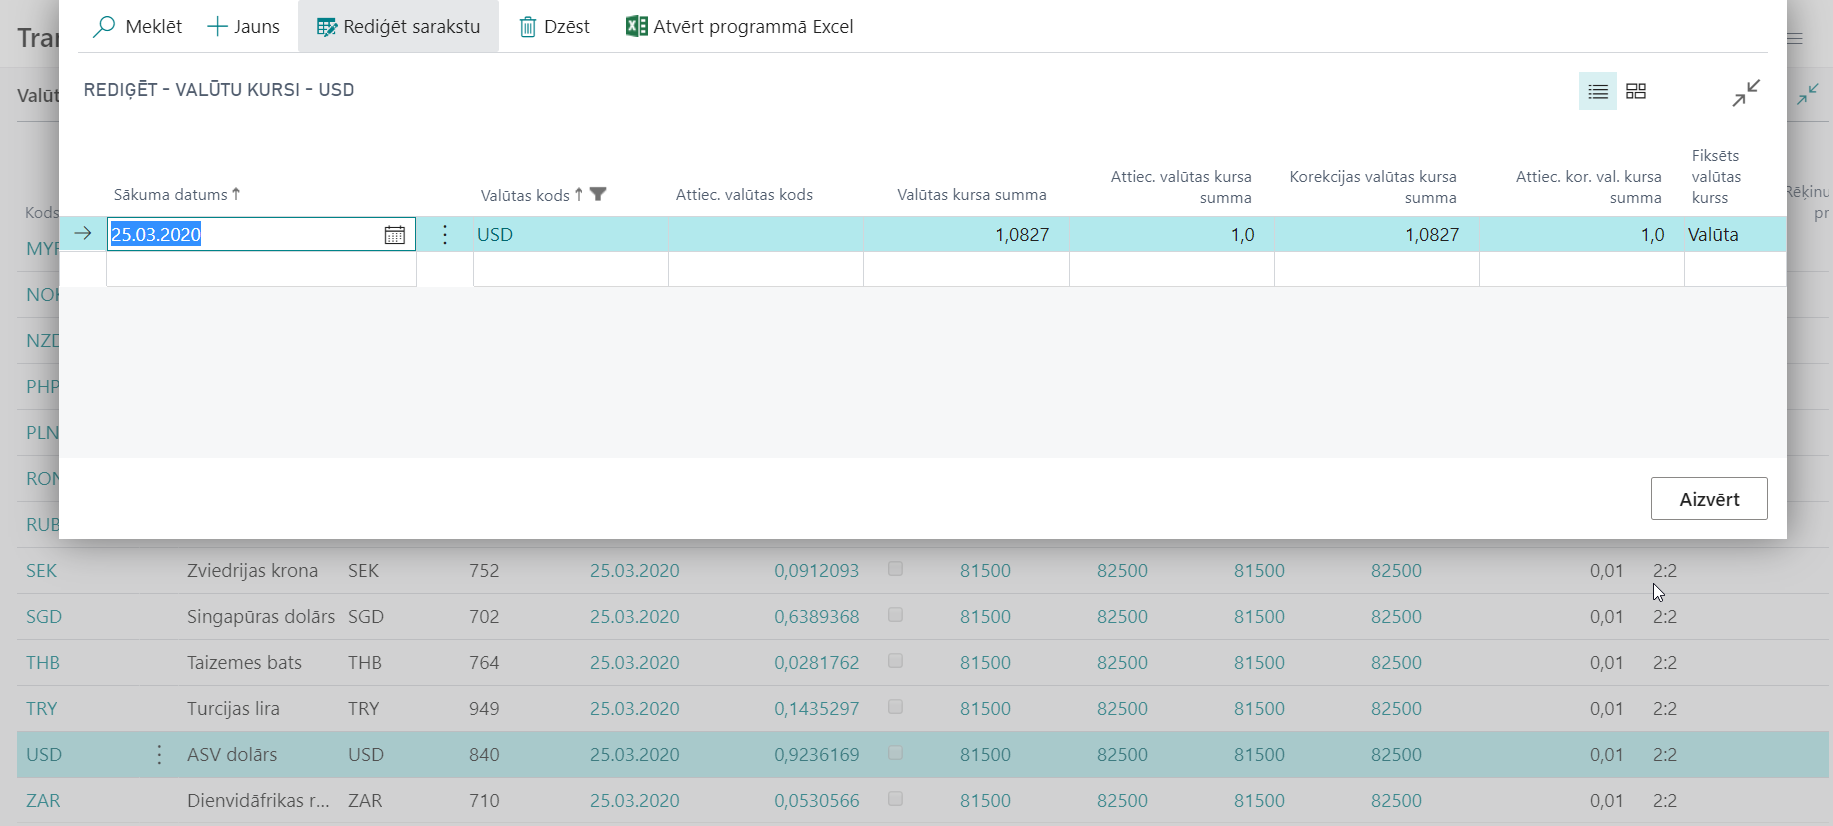 Meklēt Jauns Rediģēt sarakstu Dzēst Atvērt programmā Excel
REDIĢĒT - VALŪTU KURSI - USD
Sākuma datums Valūtas kods Attiec. valūtas kods Valūtas kursa summa Attiec. valūtas kursa summa Korekcijas valūtas kursa summa Attiec. kor. val. kursa summa Fiksēts valūtas kurss
25.03.2020 USD 1,0827 1,0 1,0827 1,0 Valūta
Aizvērt
Kods
NZD
PHP
PLN
RON
RUB
SEK Zviedrijas krona SEK 752 25.03.2020 0,0912093 81500 82500 81500 82500 0,01 2:2
SGD Singapūras dolārs SGD 702 25.03.2020 0,6389368 81500 82500 81500 82500 0,01 2:2
THB Taizemes bats THB 764 25.03.2020 0,0281762 81500 82500 81500 82500 0,01 2:2
TRY Turcijas lira TRY 949 25.03.2020 0,1435297 81500 82500 81500 82500 0,01 2:2
USD ASV dolārs USD 840 25.03.2020 0,9236169 81500 82500 81500 82500 0,01 2:2
ZAR Dienvidāfrikas r... ZAR 710 25.03.2020 0,0530566 81500 82500 81500 82500 0,01 2:2